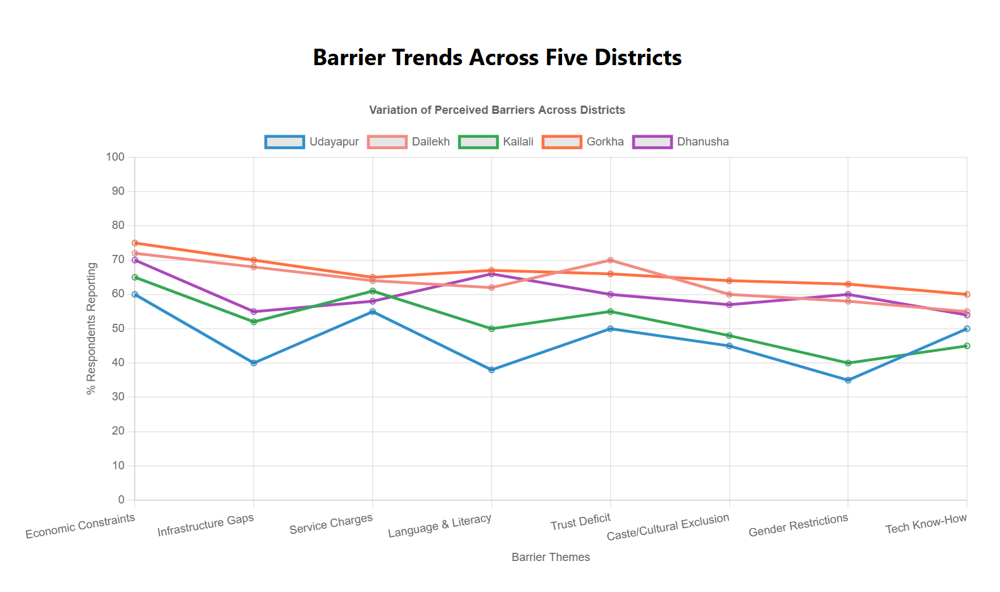 Barrier Trends Across Five Districts
Variation of Perceived Barriers Across Districts
Udayapur Dailekh Kailali Gorkha Dhanusha
100
90
80
70
60
50
40
30
20
10
0
% Respondents Reporting
Economic Constraints Infrastructure Gaps Service Charges Language & Literacy Trust Deficit Caste/Cultural Exclusion Gender Restrictions Tech Know-How
Barrier Themes